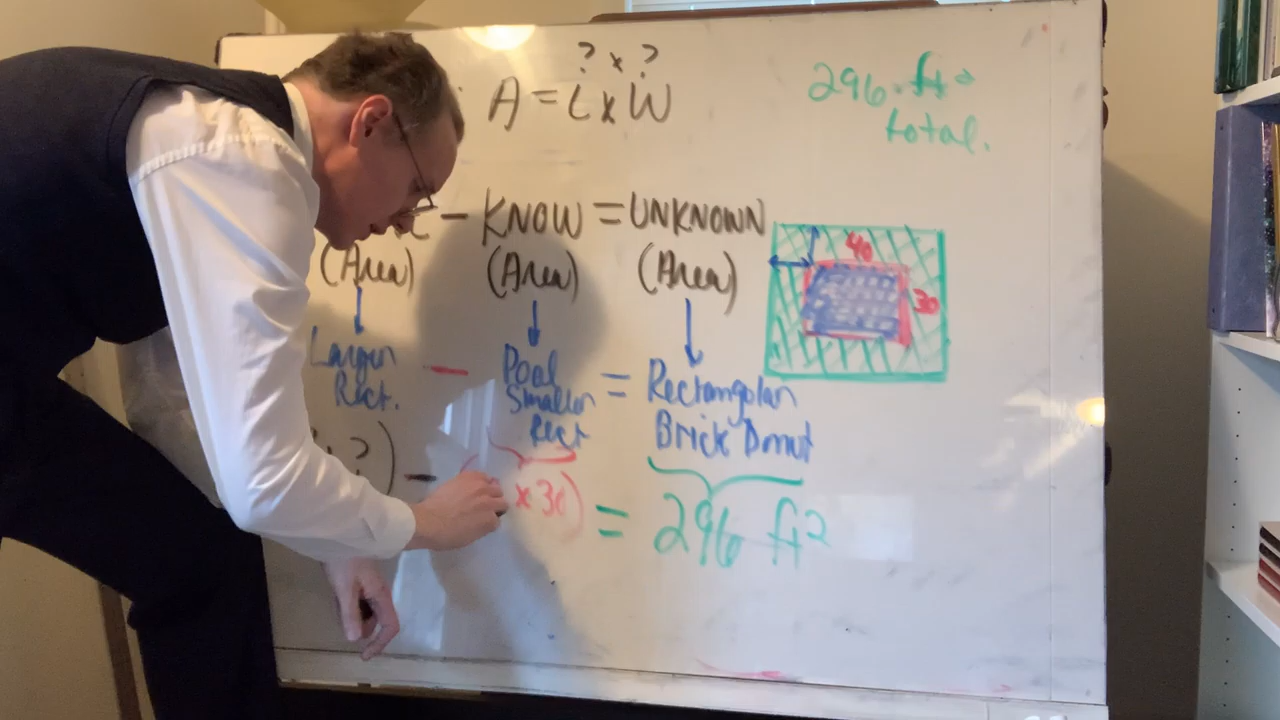 ? x ?
A = L x W
296 ft²
total.
- KNOW = UNKNOWN
(Area) (Area) (Area)
40
30
Larger - Pool = Rectangular
Rect. Smaller Brick Donut
Rect
?) - x 30) = 296 ft²